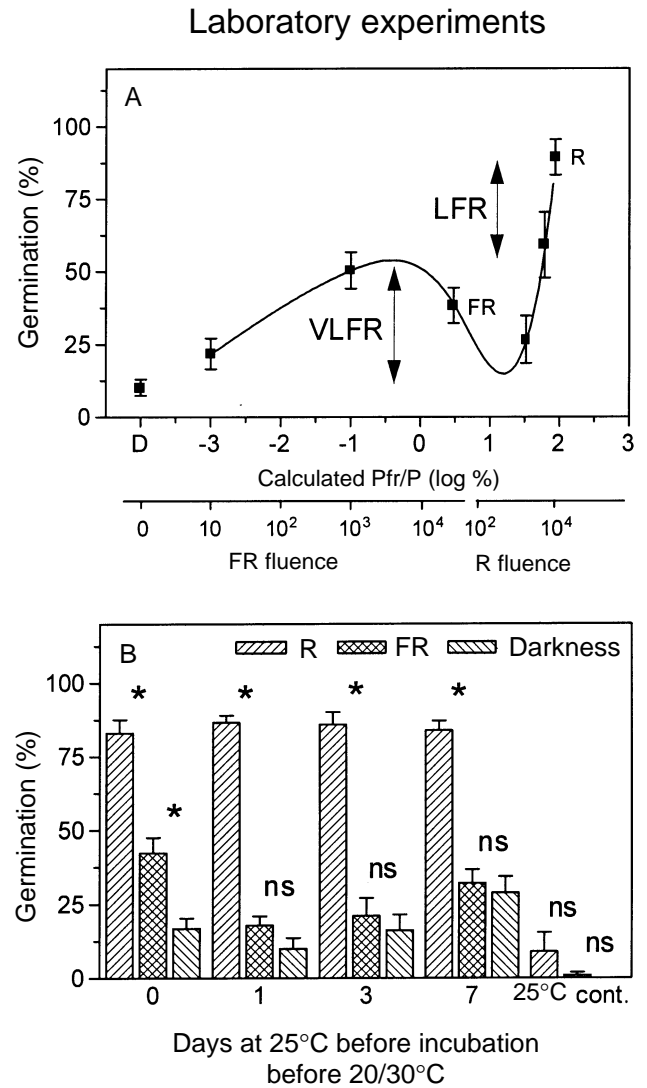 Laboratory experiments
A
Germination (%)
100
75
50
25
0
LFR
R
VLFR
FR
D -3 -2 -1 0 1 2 3
Calculated Pfr/P (log %)
0 10 10² 10³ 10⁴ 10² 10⁴
FR fluence R fluence
B
R FR Darkness
Germination (%)
100
75
50
25
0
* * * *
* ns ns ns ns ns
0 1 3 7 25°C cont.
Days at 25°C before incubation
before 20/30°C